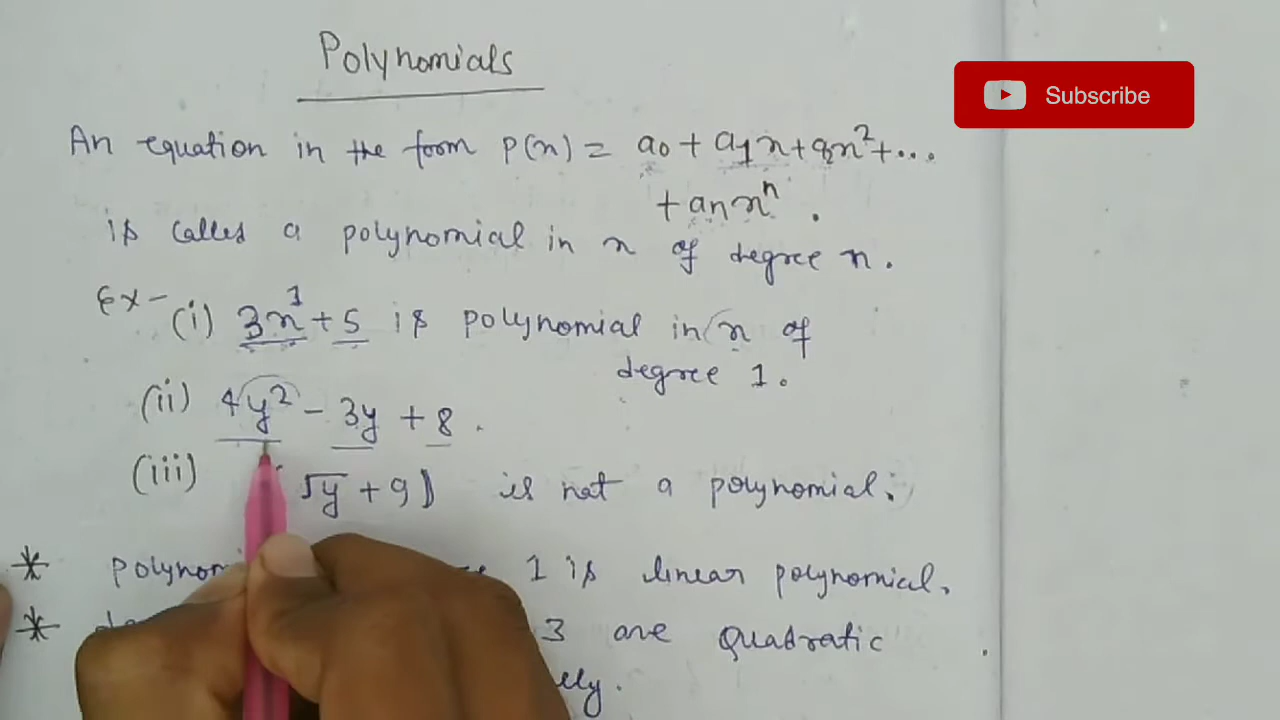 Polynomials
Subscribe
An equation in the form p(x) = a₀ + a₁x + a₂x² + ...
+ aₙxⁿ .
is called a polynomial in x of degree n.
Ex- (i) 3x¹ + 5 is polynomial in x of
degree 1.
(ii) 4y² - 3y + 8 .
(iii) √y + 9 is not a polynomial.
* 1 is linear polynomial.
* 3 are quadratic